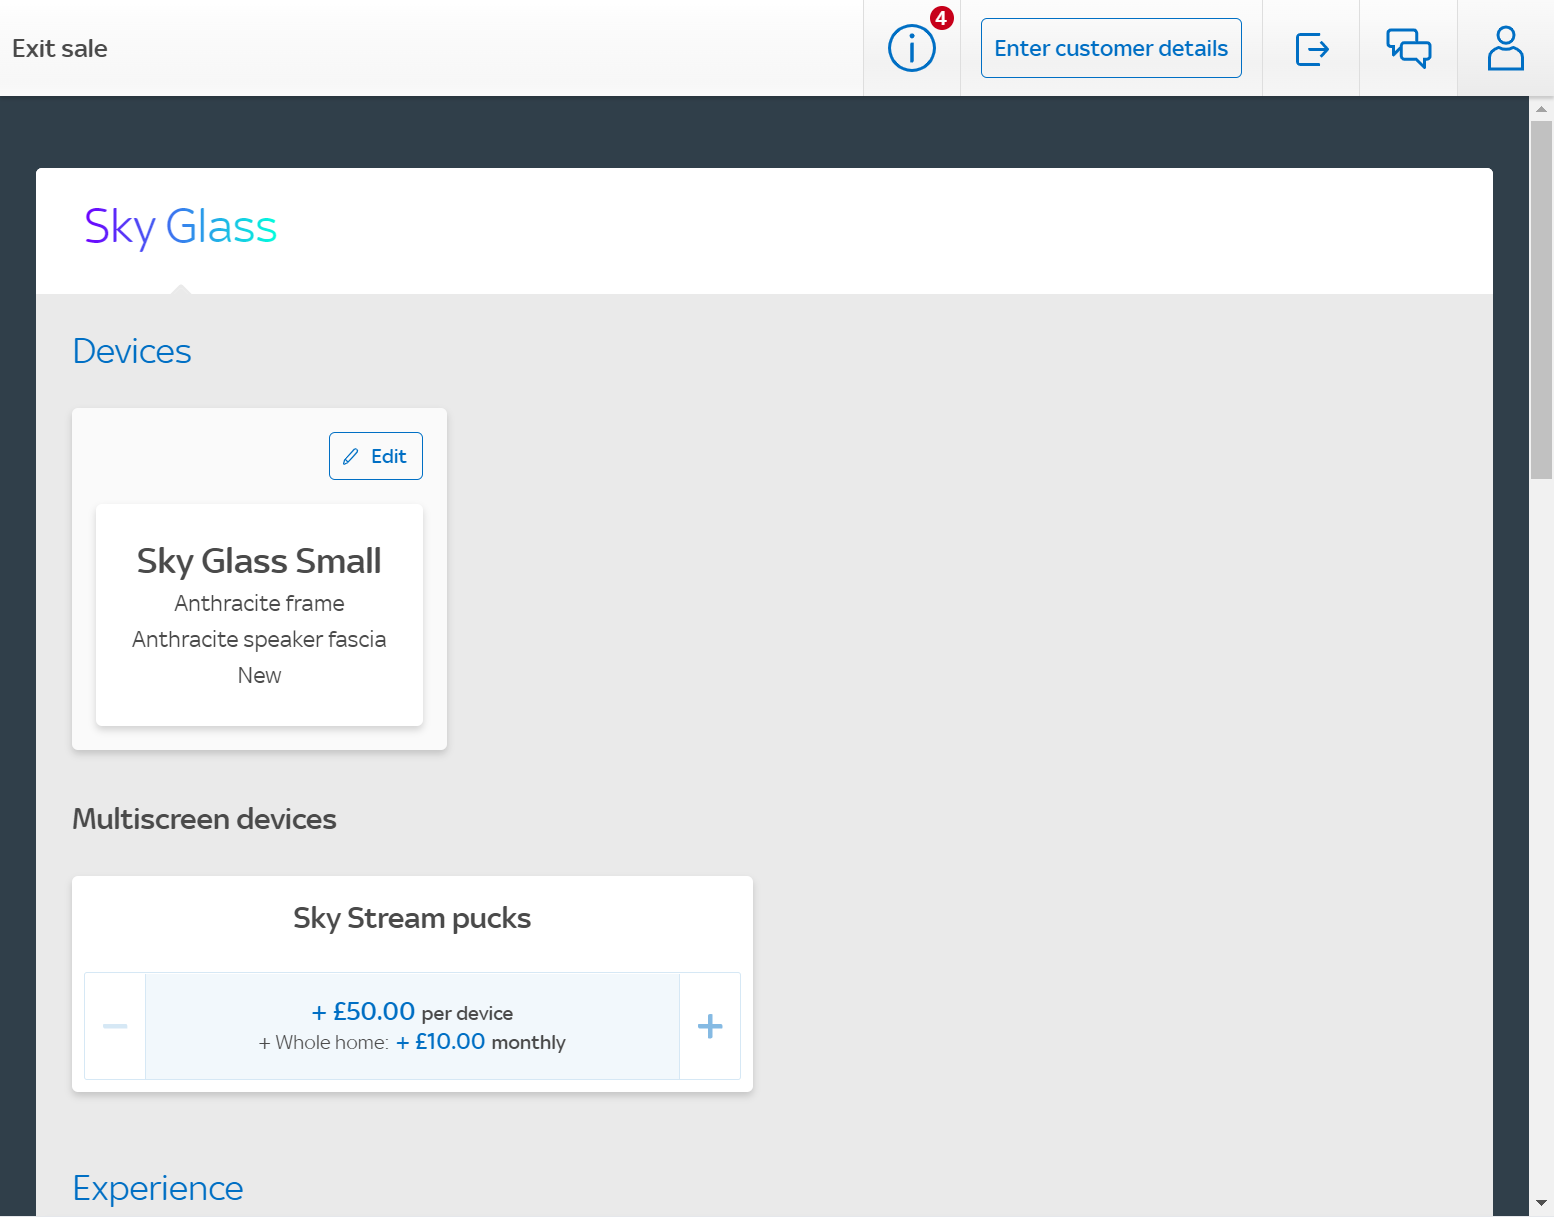 Exit sale
4
Enter customer details
Sky Glass
Devices
Edit
Sky Glass Small
Anthracite frame
Anthracite speaker fascia
New
Multiscreen devices
Sky Stream pucks
+ £50.00 per device
+ Whole home: + £10.00 monthly
Experience